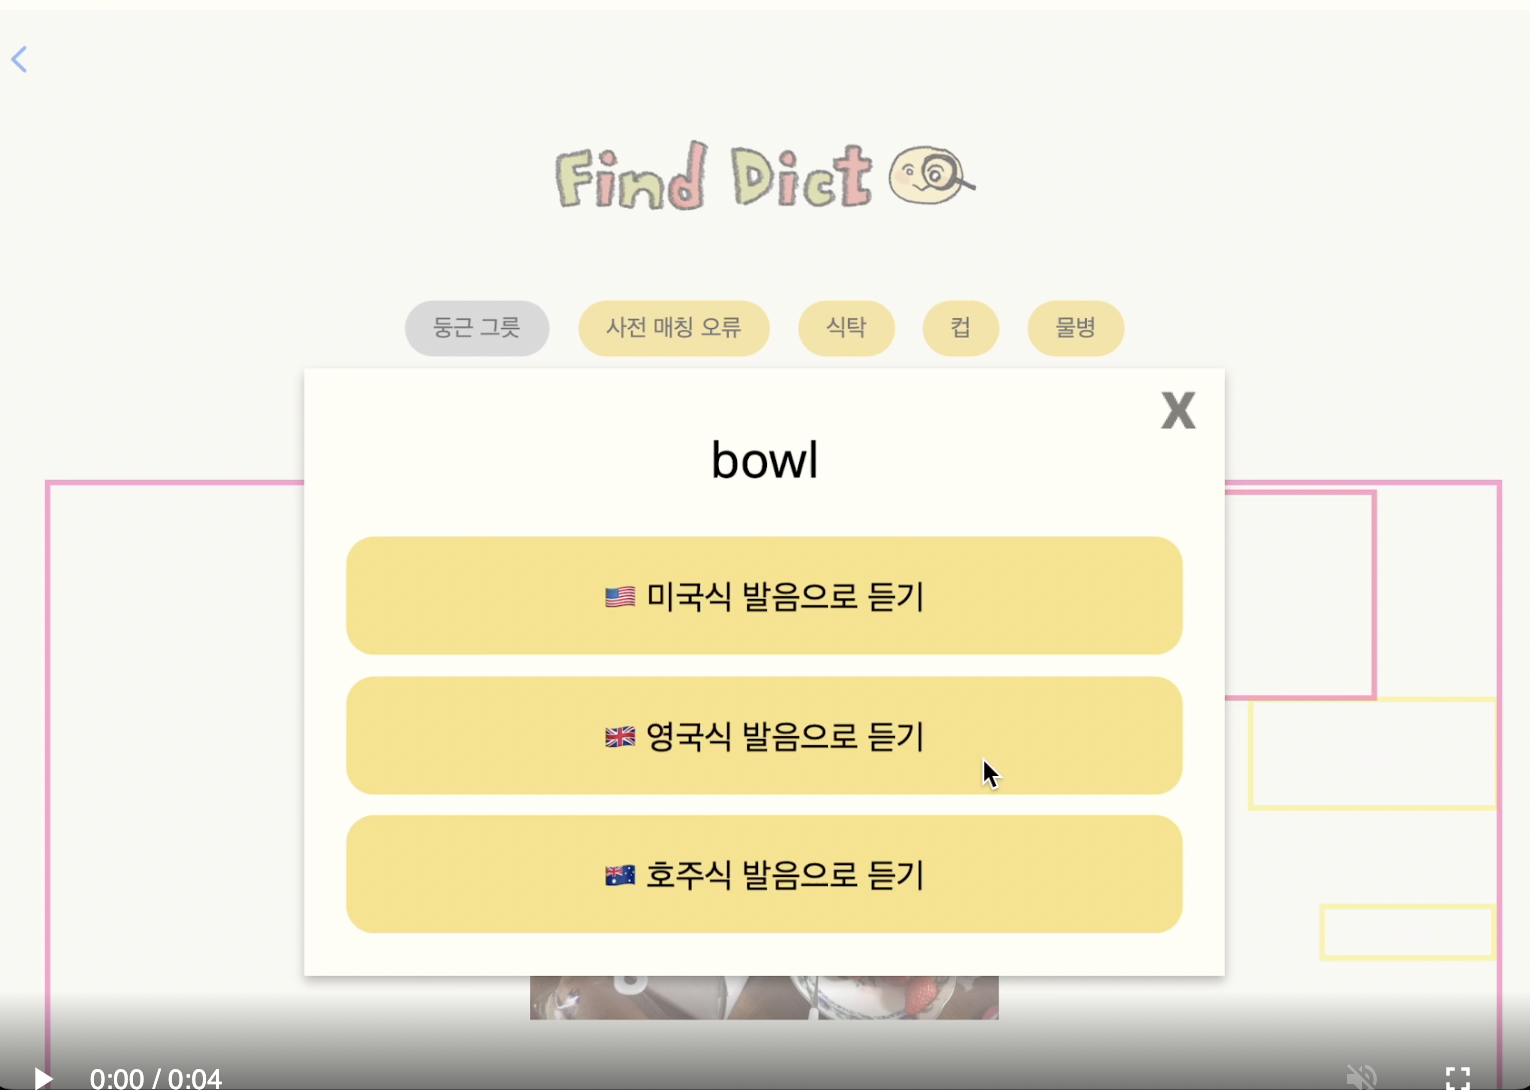 Find Dict
둥근 그릇 사전 매칭 오류 식탁 컵 물병
X
bowl
🇺🇸 미국식 발음으로 듣기
🇬🇧 영국식 발음으로 듣기
🇦🇺 호주식 발음으로 듣기
0:00 / 0:04